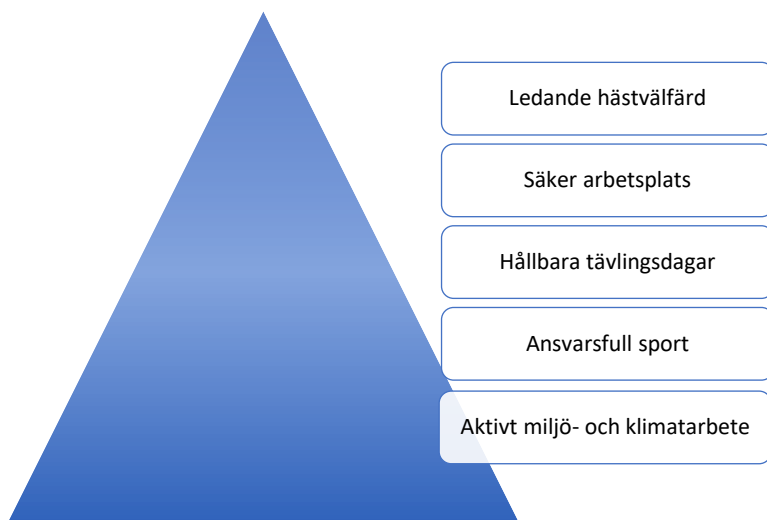 Ledande hästvälfärd
Säker arbetsplats
Hållbara tävlingsdagar
Ansvarsfull sport
Aktivt miljö- och klimatarbete